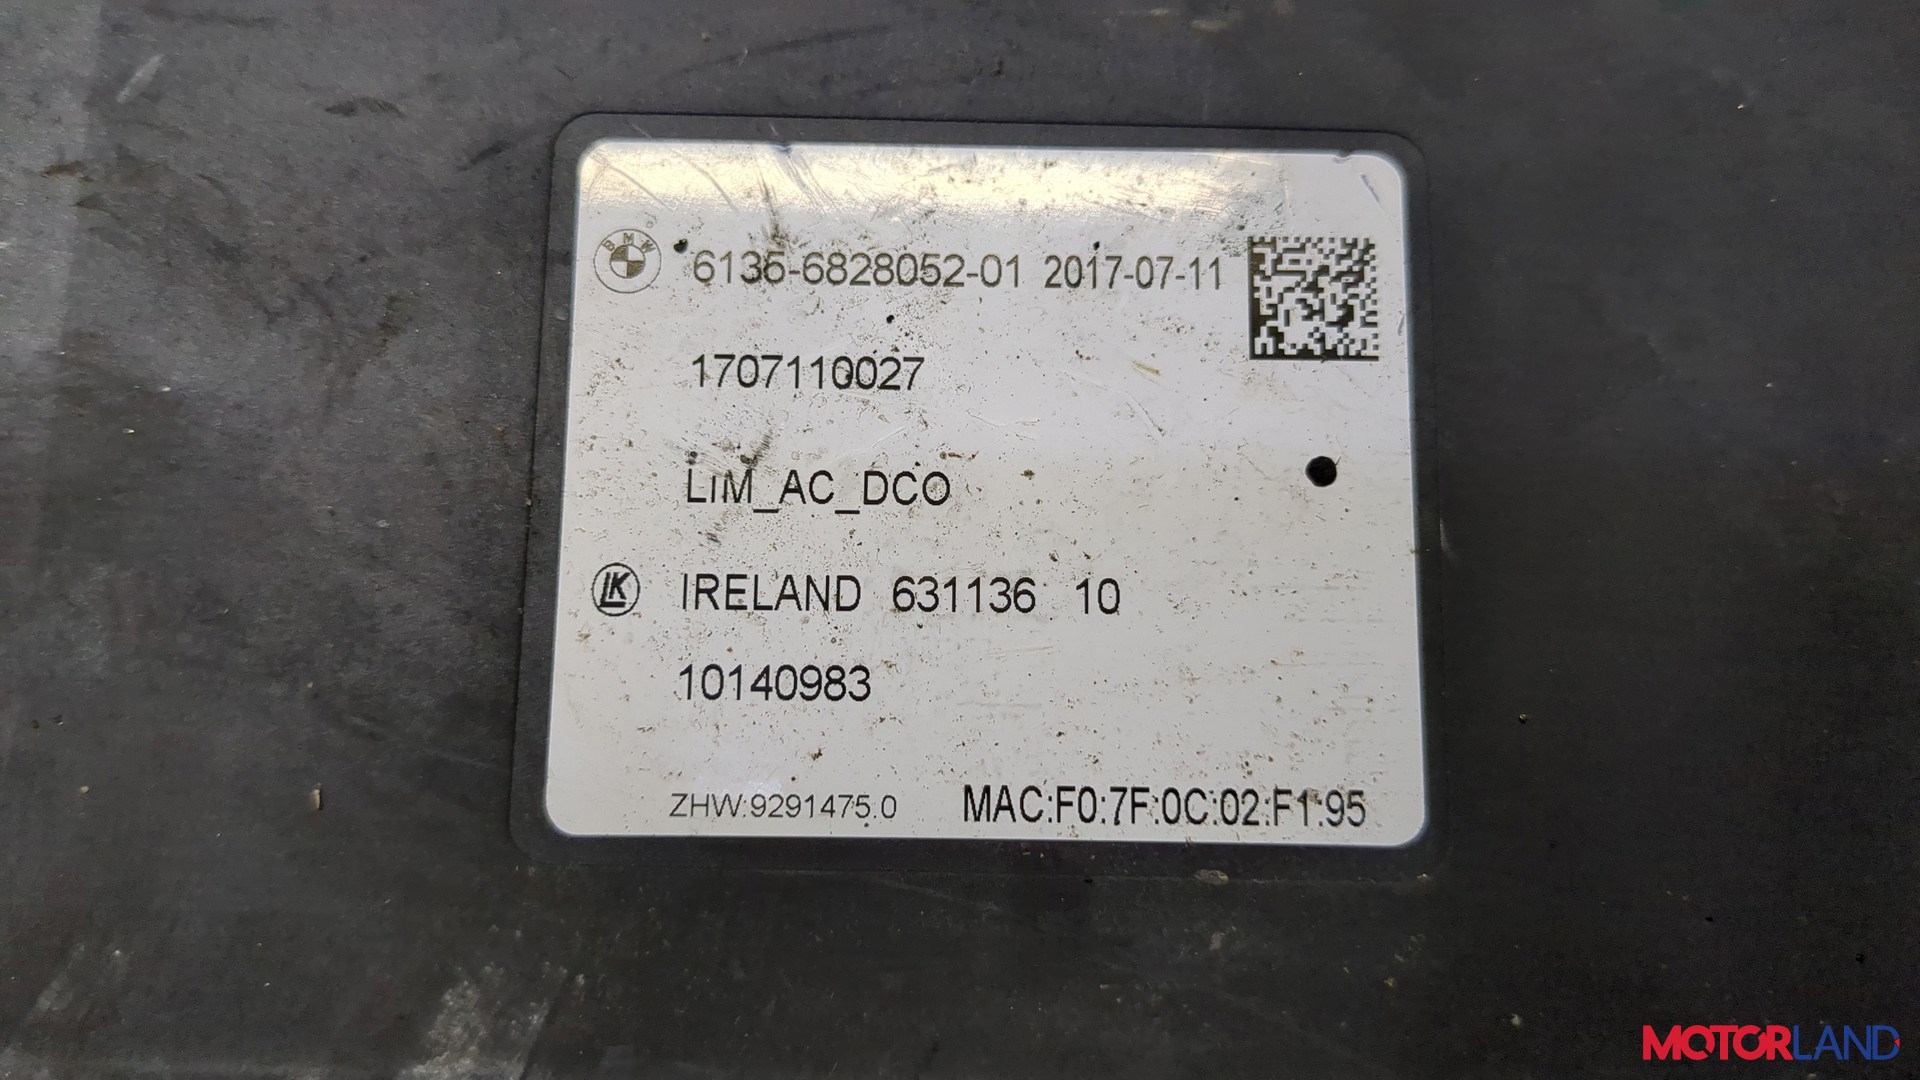 BMW
6136-6828052-01 2017-07-11
1707110027
LiM_AC_DCO
LK IRELAND 631136 10
10140983
ZHW:9291475.0 MAC:F0:7F:0C:02:F1:95
MOTORLAND